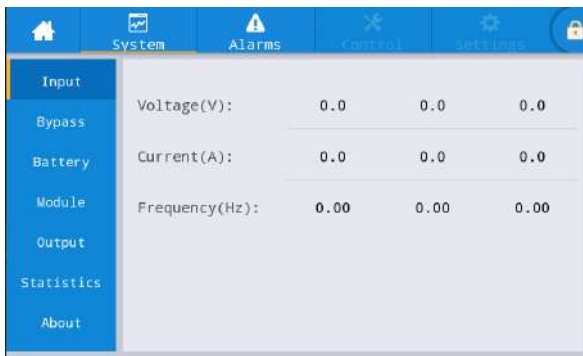 System Alarms Control Settings
Input
Bypass
Battery
Module
Output
Statistics
About
Voltage(V): 0.0 0.0 0.0
Current(A): 0.0 0.0 0.0
Frequency(Hz): 0.00 0.00 0.00